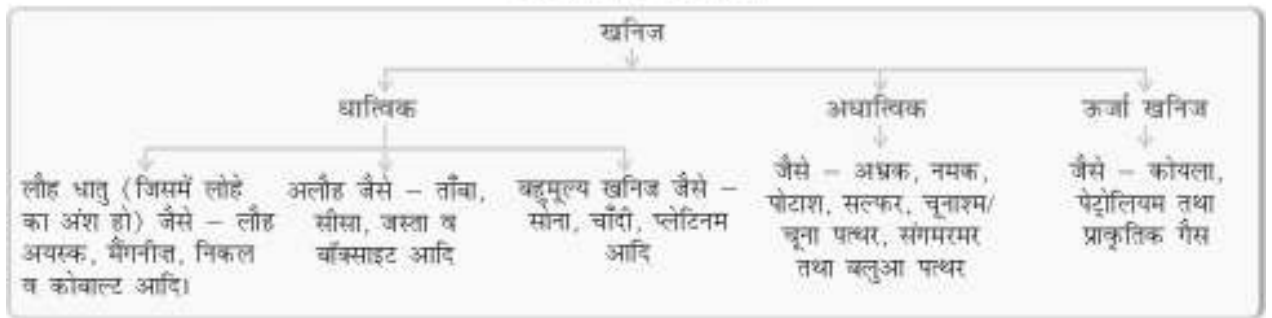 खनिज
धात्विक
अधात्विक
ऊर्जा खनिज
लौह धातु (जिसमें लोहे
का अंश हो) जैसे – लौह
अयस्क, मैंगनीज़, निकल
व कोबाल्ट आदि।
अलौह जैसे – ताँबा,
सीसा, जस्ता व
बॉक्साइट आदि
बहुमूल्य खनिज जैसे –
सोना, चाँदी, प्लेटिनम
आदि
जैसे – अभ्रक, नमक,
पोटाश, सल्फर, चूनाश्म/
चूना पत्थर, संगमरमर
तथा बलुआ पत्थर
जैसे – कोयला,
पेट्रोलियम तथा
प्राकृतिक गैस